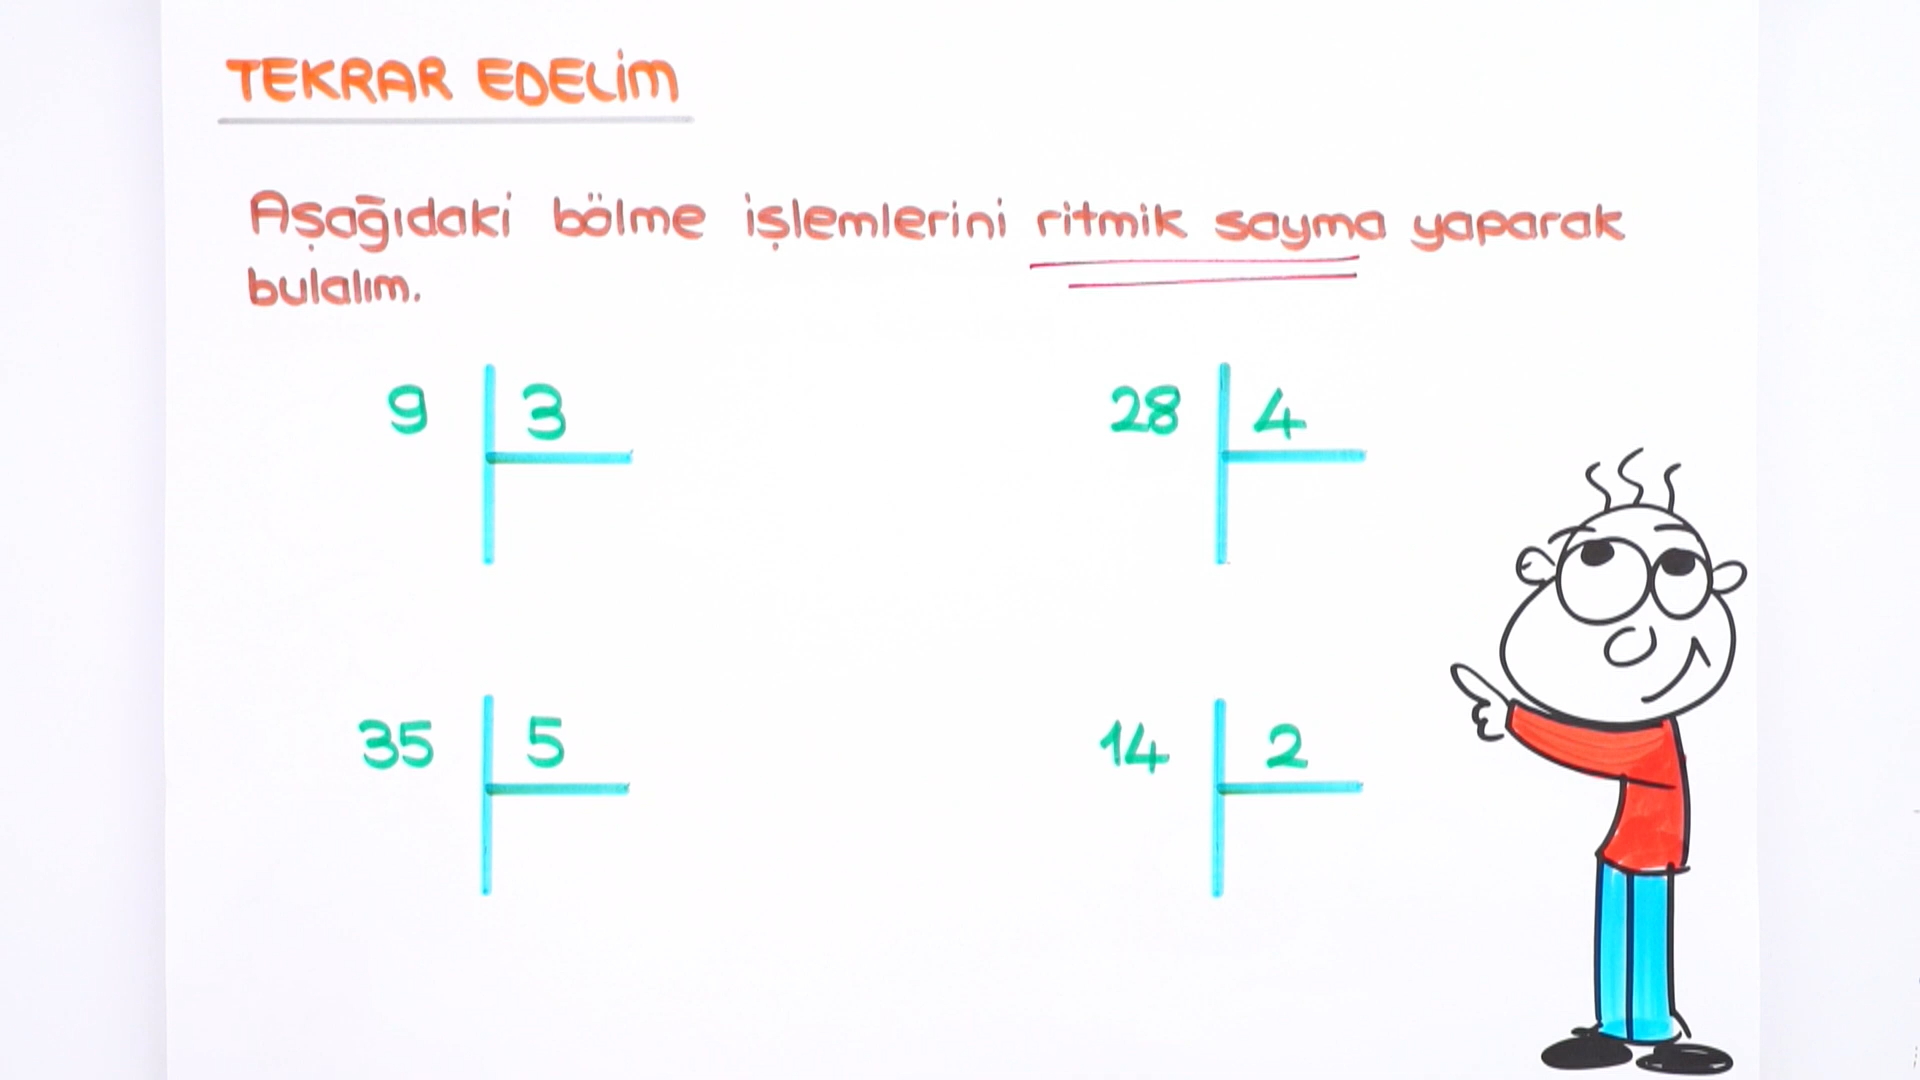 TEKRAR EDELİM
Aşağıdaki bölme işlemlerini ritmik sayma yaparak
bulalım.
9 3
28 4
35 5
14 2